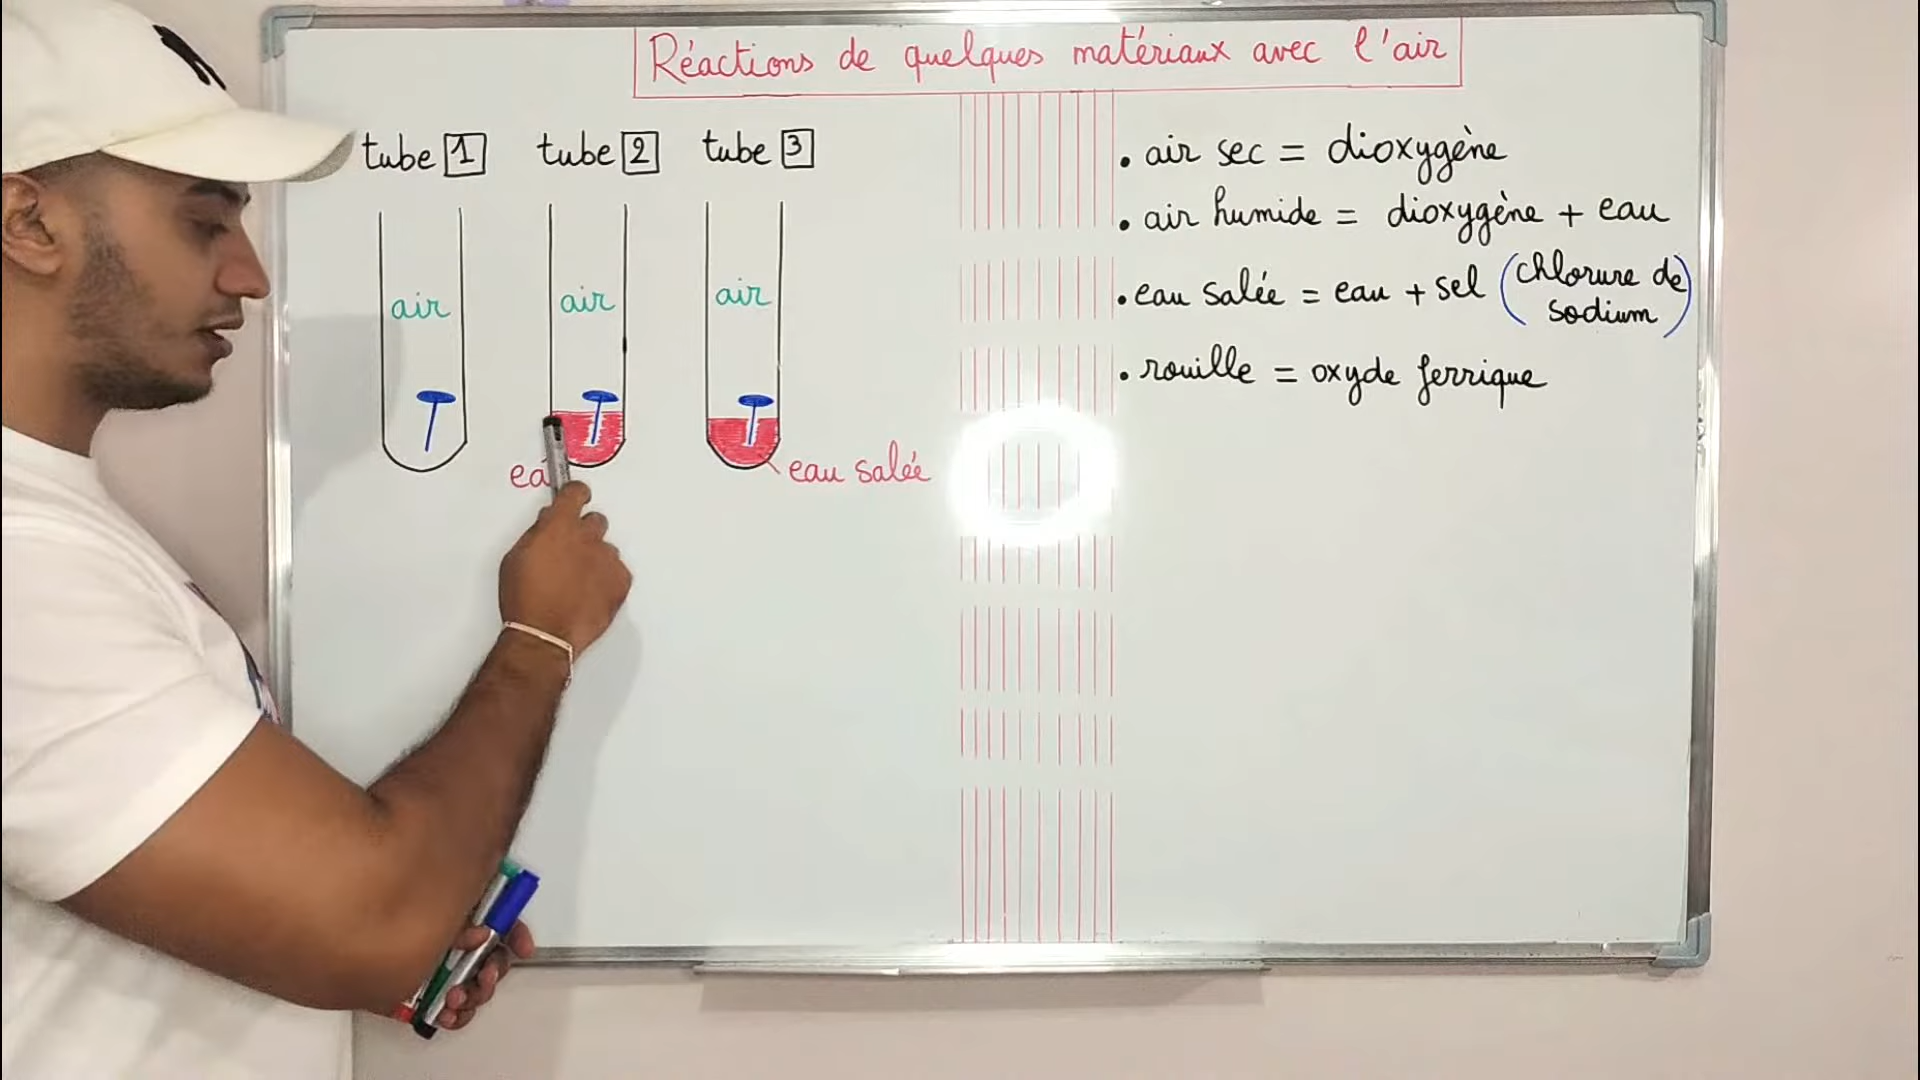 Réactions de quelques matériaux avec l'air
tube 1
tube 2
tube 3
air
air
air
eau salée
. air sec = dioxygène
. air humide = dioxygène + eau
. eau salée = eau + sel (chlorure de sodium)
. rouille = oxyde ferrique